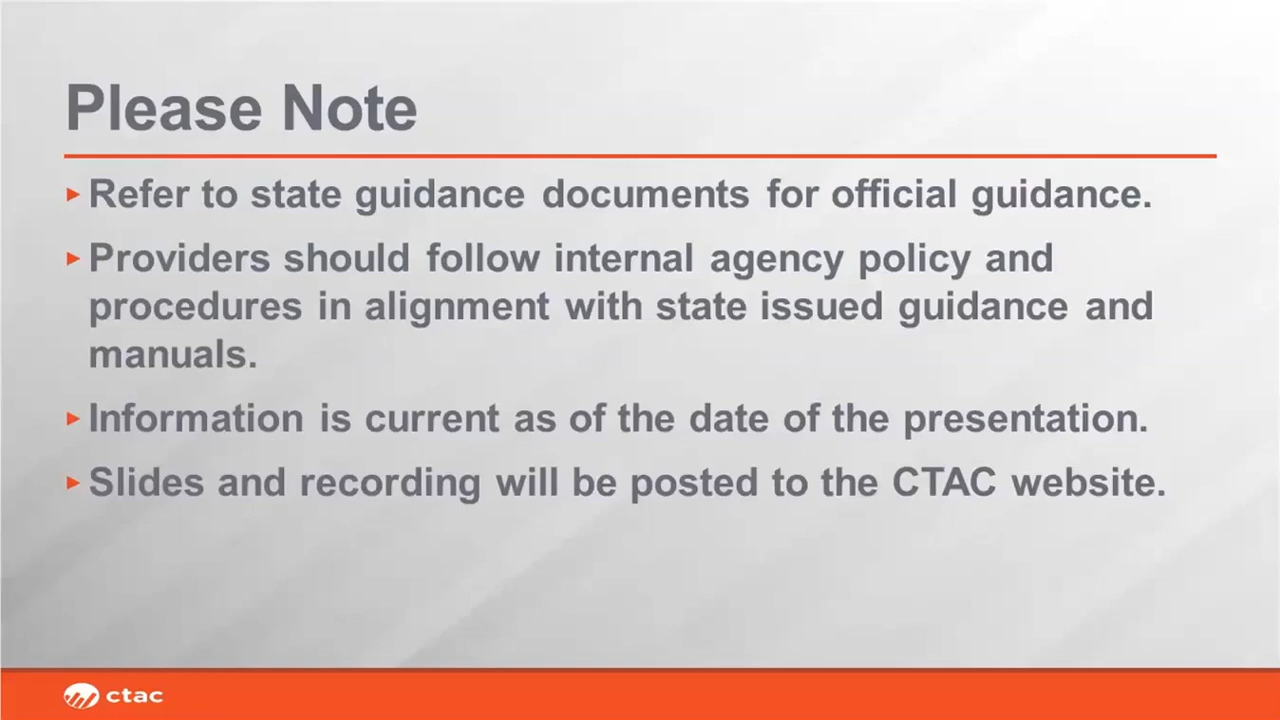 Please Note
Refer to state guidance documents for official guidance.
Providers should follow internal agency policy and
procedures in alignment with state issued guidance and
manuals.
Information is current as of the date of the presentation.
Slides and recording will be posted to the CTAC website.
ctac